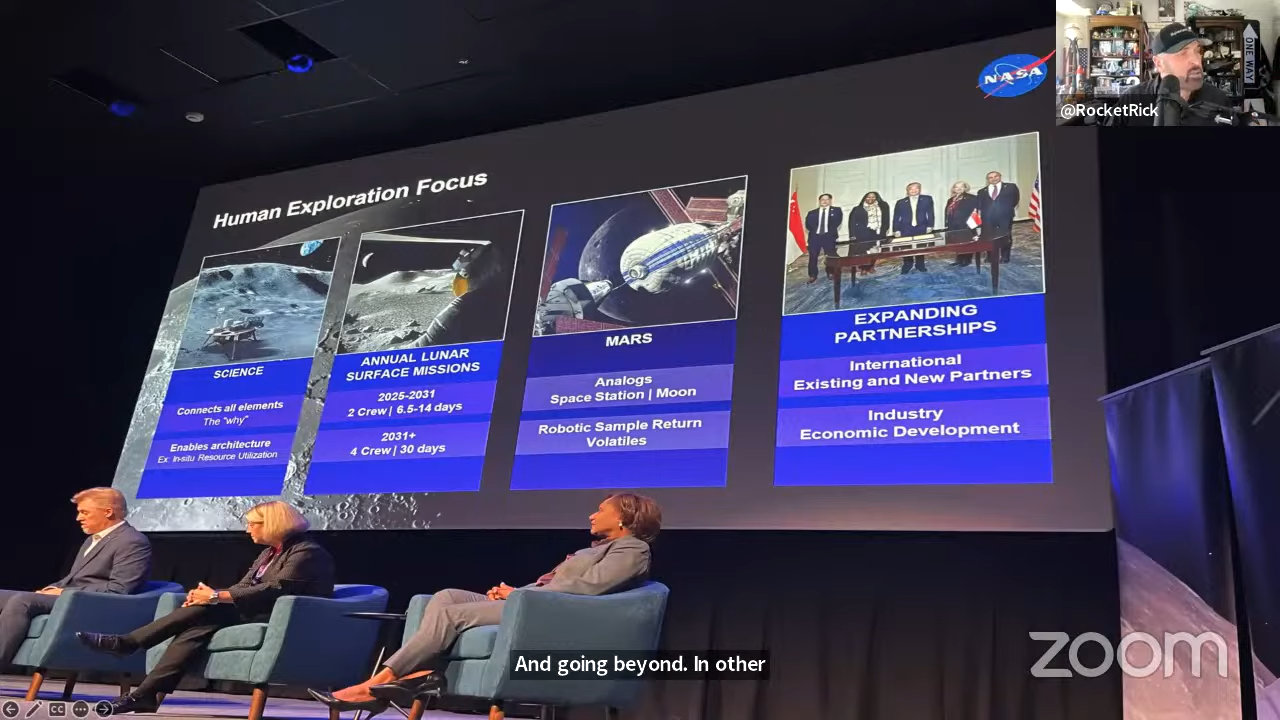 NASA
ONE WAY
@RocketRick
Human Exploration Focus
SCIENCE
Connects all elements
The "why"
Enables architecture
Ex: In-situ Resource Utilization
ANNUAL LUNAR
SURFACE MISSIONS
2025-2031
2 Crew | 6.5-14 days
2031+
4 Crew | 30 days
MARS
Analogs
Space Station | Moon
Robotic Sample Return
Volatiles
EXPANDING
PARTNERSHIPS
International
Existing and New Partners
Industry
Economic Development
And going beyond. In other
zoom
CC